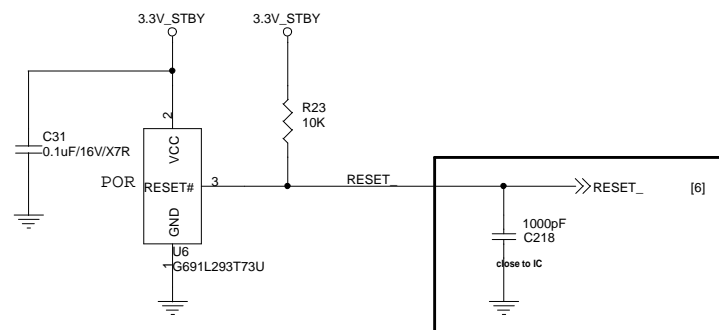 3.3V_STBY
3.3V_STBY
C31
0.1uF/16V/X7R
R23
10K
2
VCC
POR
RESET#
3
GND
1
U6
G691L293T73U
RESET_
RESET_
[6]
1000pF
C218
close to IC